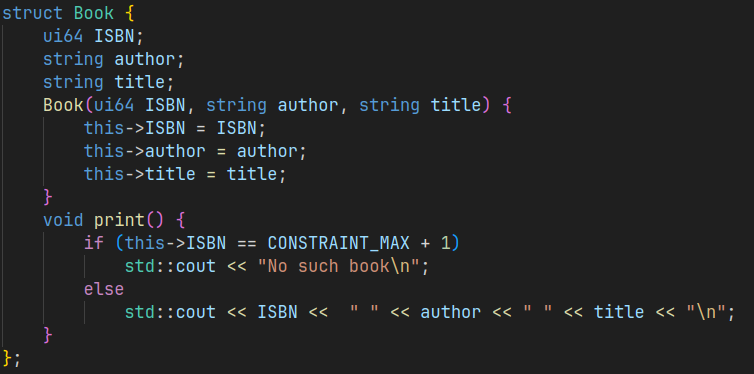 struct Book {
    ui64 ISBN;
    string author;
    string title;
    Book(ui64 ISBN, string author, string title) {
        this->ISBN = ISBN;
        this->author = author;
        this->title = title;
    }
    void print() {
        if (this->ISBN == CONSTRAINT_MAX + 1)
            std::cout << "No such book\n";
        else
            std::cout << ISBN <<  " " << author << " " << title << "\n";
    }
};